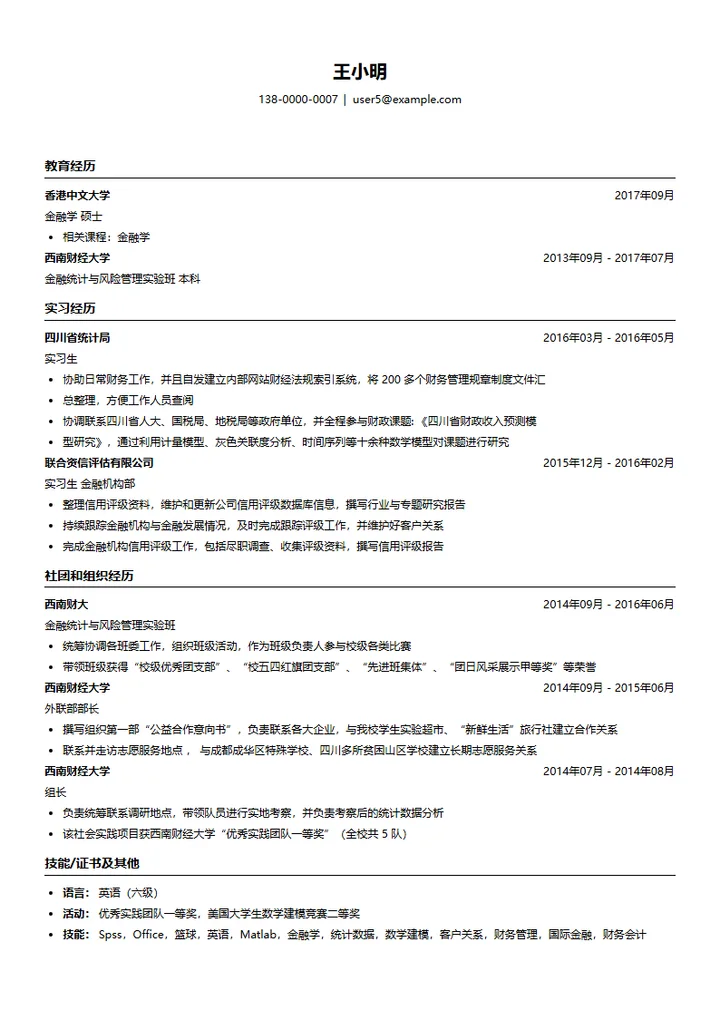 王小明
138-0000-0007 | user5@example.com
教育经历
香港中文大学 2017年09月
金融学 硕士
• 相关课程：金融学
西南财经大学 2013年09月 - 2017年07月
金融统计与风险管理实验班 本科
实习经历
四川省统计局 2016年03月 - 2016年05月
实习生
• 协助日常财务工作，并且自发建立内部网站财经法规索引系统，将 200 多个财务管理规章制度文件汇
• 总整理，方便工作人员查阅
• 协调联系四川省人大、国税局、地税局等政府单位，并全程参与财政课题:《四川省财政收入预测模
• 型研究》，通过利用计量模型、灰色关联度分析、时间序列等十余种数学模型对课题进行研究
联合资信评估有限公司 2015年12月 - 2016年02月
实习生 金融机构部
• 整理信用评级资料，维护和更新公司信用评级数据库信息，撰写行业与专题研究报告
• 持续跟踪金融机构与金融发展情况，及时完成跟踪评级工作，并维护好客户关系
• 完成金融机构信用评级工作，包括尽职调查、收集评级资料，撰写信用评级报告
社团和组织经历
西南财大 2014年09月 - 2016年06月
金融统计与风险管理实验班
• 统筹协调各班委工作，组织班级活动，作为班级负责人参与校级各类比赛
• 带领班级获得“校级优秀团支部”、“校五四红旗团支部”、“先进班集体”、“团日风采展示甲等奖”等荣誉
西南财经大学 2014年09月 - 2015年06月
外联部部长
• 撰写组织第一部“公益合作意向书”，负责联系各大企业，与我校学生实验超市、“新鲜生活”旅行社建立合作关系
• 联系并走访志愿服务地点 ， 与成都成华区特殊学校、四川多所贫困山区学校建立长期志愿服务关系
西南财经大学 2014年07月 - 2014年08月
组长
• 负责统筹联系调研地点，带领队员进行实地考察，并负责考察后的统计数据分析
• 该社会实践项目获西南财经大学“优秀实践团队一等奖”（全校共 5 队）
技能/证书及其他
• 语言： 英语（六级）
• 活动： 优秀实践团队一等奖，美国大学生数学建模竞赛二等奖
• 技能： Spss，Office，篮球，英语，Matlab，金融学，统计数据，数学建模，客户关系，财务管理，国际金融，财务会计